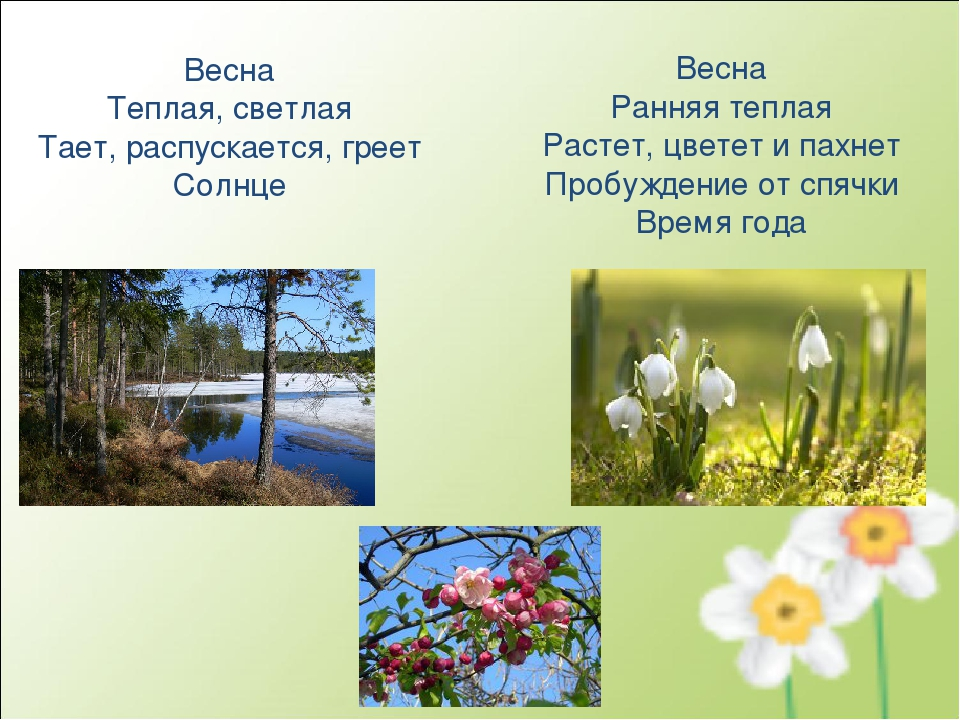 Весна
Теплая, светлая
Тает, распускается, греет
Солнце
Весна
Ранняя теплая
Растет, цветет и пахнет
Пробуждение от спячки
Время года